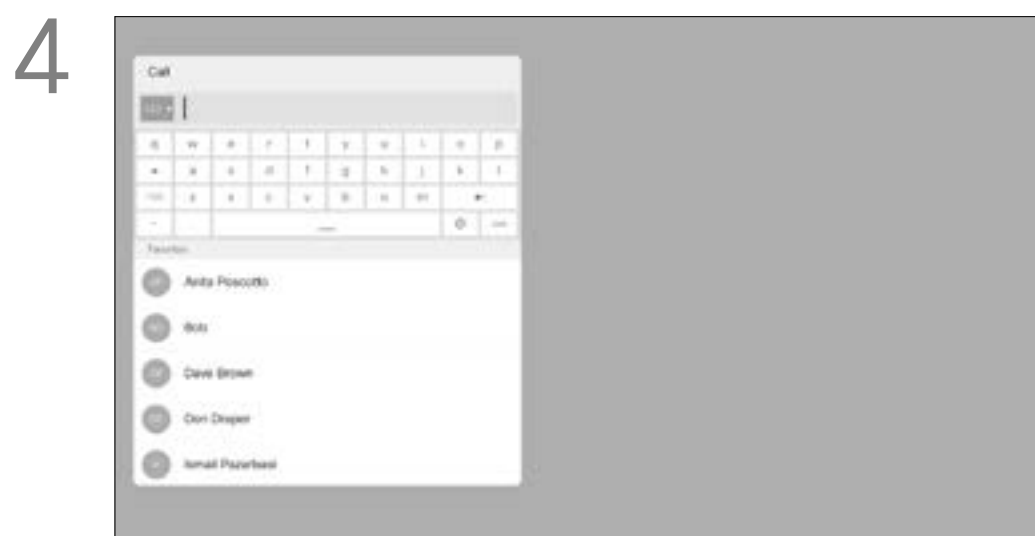 4
Call
q w e r t y u i o p
a s d f g h j k l
z x c v b n m
Favorites
Anita Poscotto
Bob
Dave Brown
Don Draper
Ismail Pazarbasi